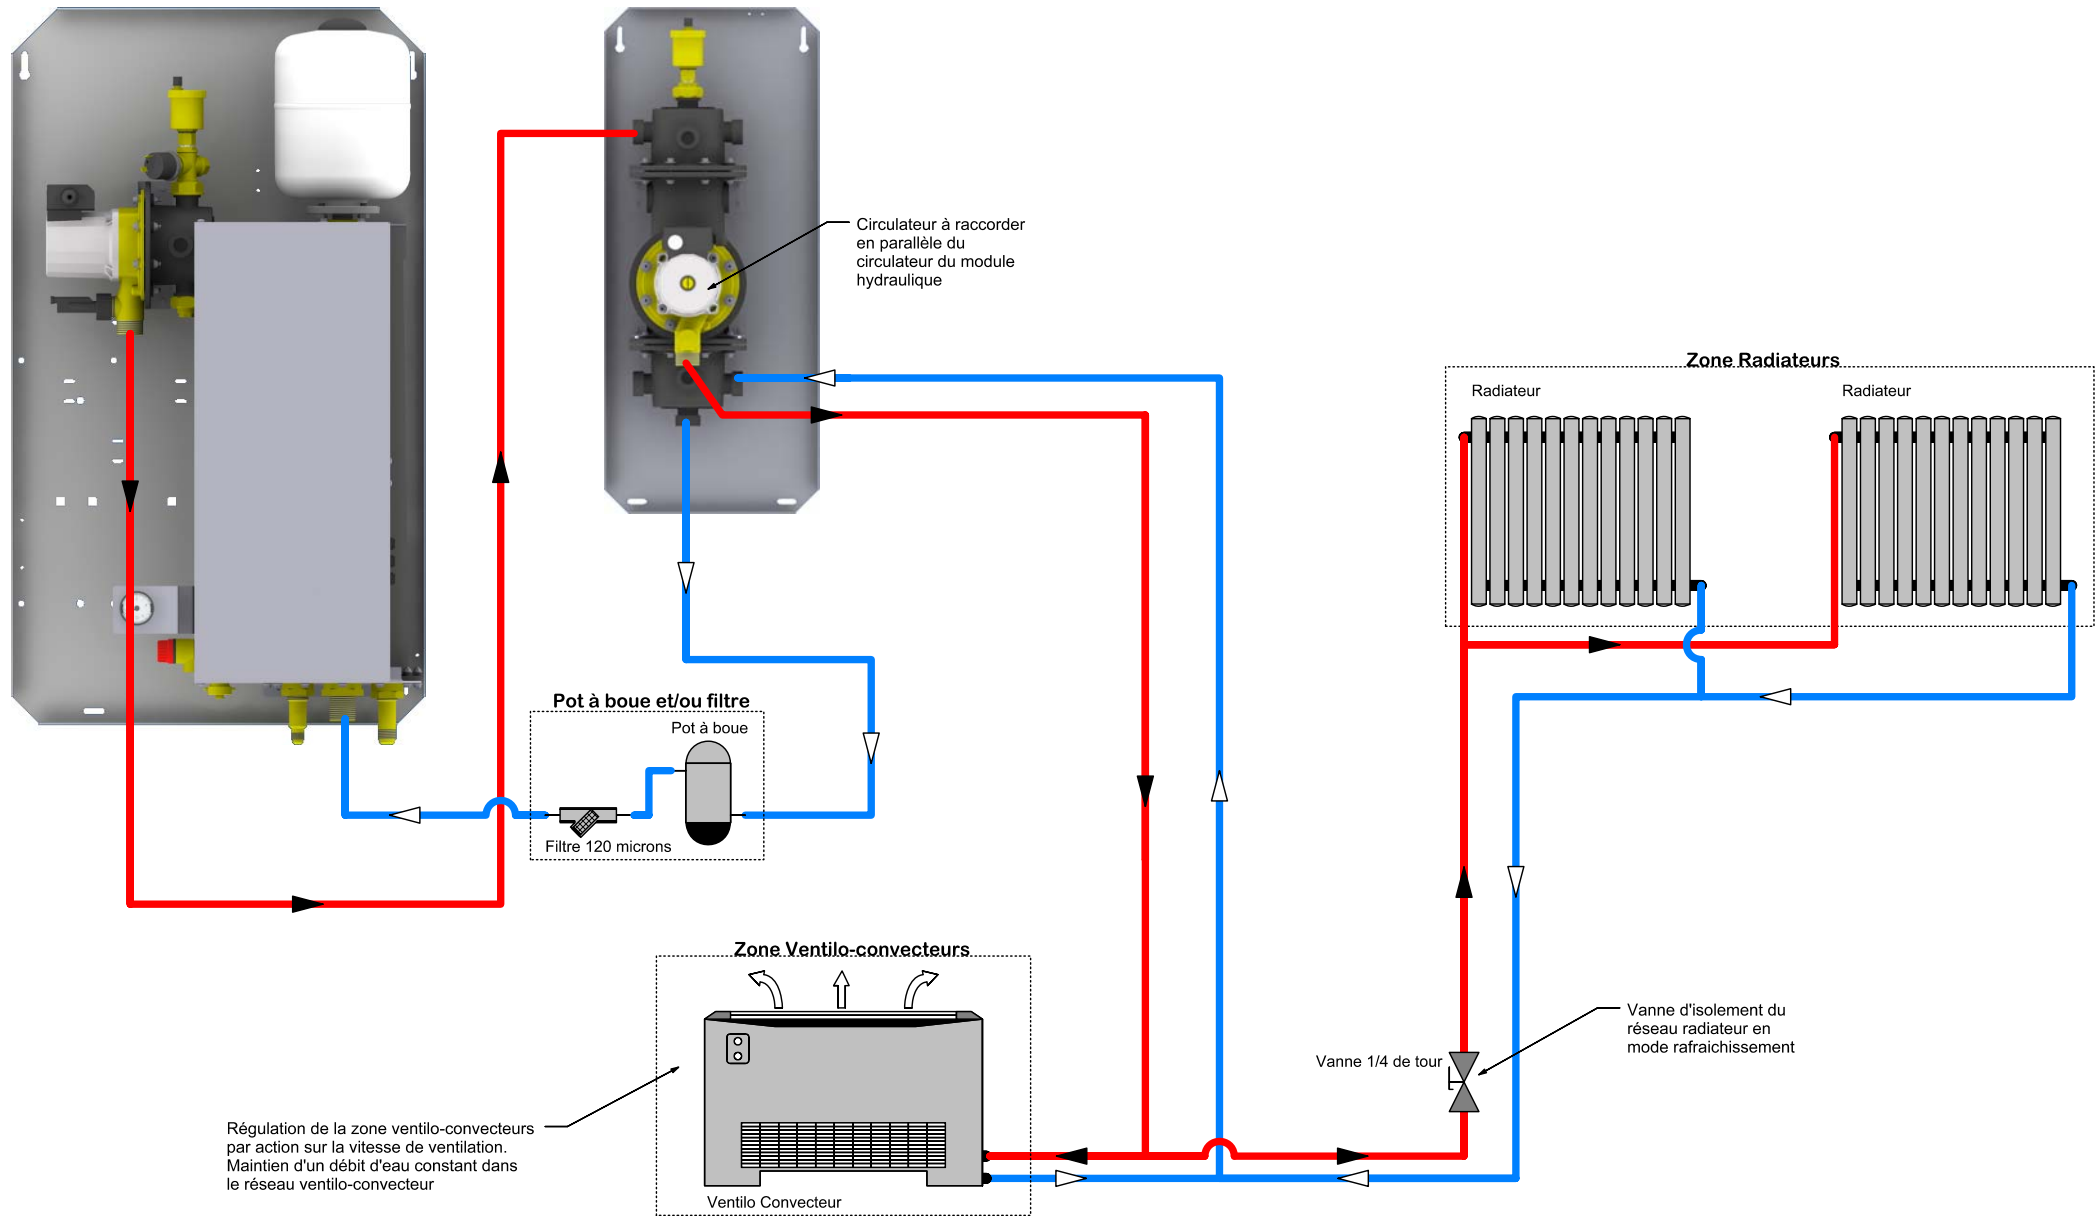 Circulateur à raccorder
en parallèle du
circulateur du module
hydraulique
Zone Radiateurs
Radiateur
Radiateur
Pot à boue et/ou filtre
Pot à boue
Filtre 120 microns
Zone Ventilo-convecteurs
Vanne d'isolement du
réseau radiateur en
mode rafraichissement
Vanne 1/4 de tour
Régulation de la zone ventilo-convecteurs
par action sur la vitesse de ventilation.
Maintien d'un débit d'eau constant dans
le réseau ventilo-convecteur
Ventilo Convecteur